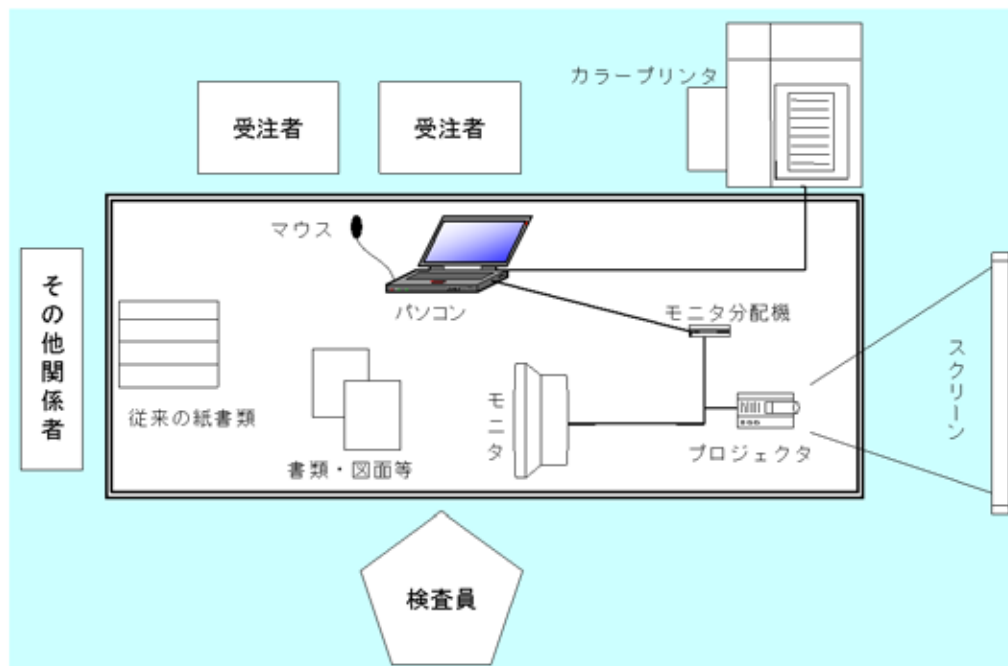 カラープリンタ
受注者
受注者
マウス
パソコン
モニタ分配機
その他関係者
従来の紙書類
書類・図面等
モニタ
プロジェクタ
スクリーン
検査員